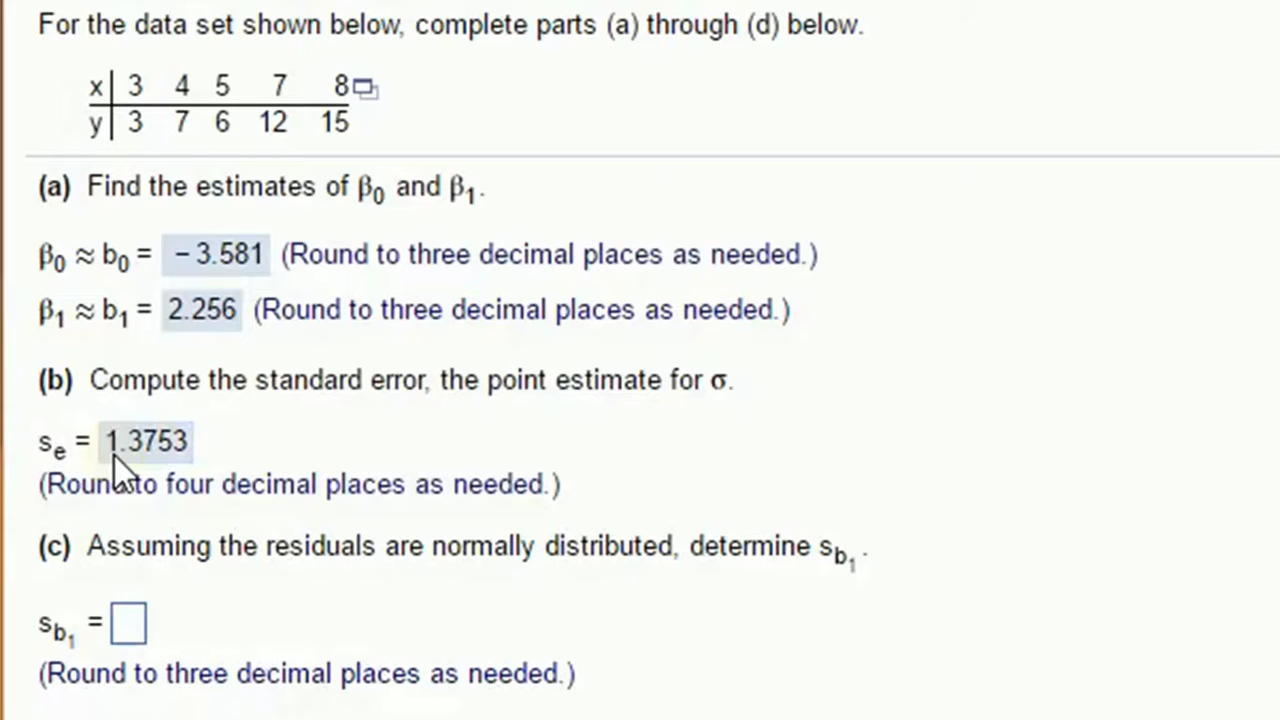 For the data set shown below, complete parts (a) through (d) below.
x 3 4 5 7 8
y 3 7 6 12 15
(a) Find the estimates of β0 and β1.
β0 ≈ b0 = − 3.581 (Round to three decimal places as needed.)
β1 ≈ b1 = 2.256 (Round to three decimal places as needed.)
(b) Compute the standard error, the point estimate for σ.
se = 1.3753
(Round to four decimal places as needed.)
(c) Assuming the residuals are normally distributed, determine sb1.
sb1 =
(Round to three decimal places as needed.)